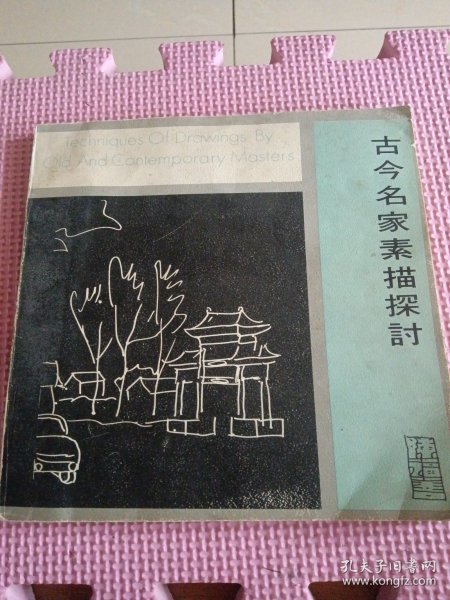 Techniques Of Drawings By
Old And Contemporary Masters
古今名家素描探討
孔夫子旧书网
www.kongfz.com